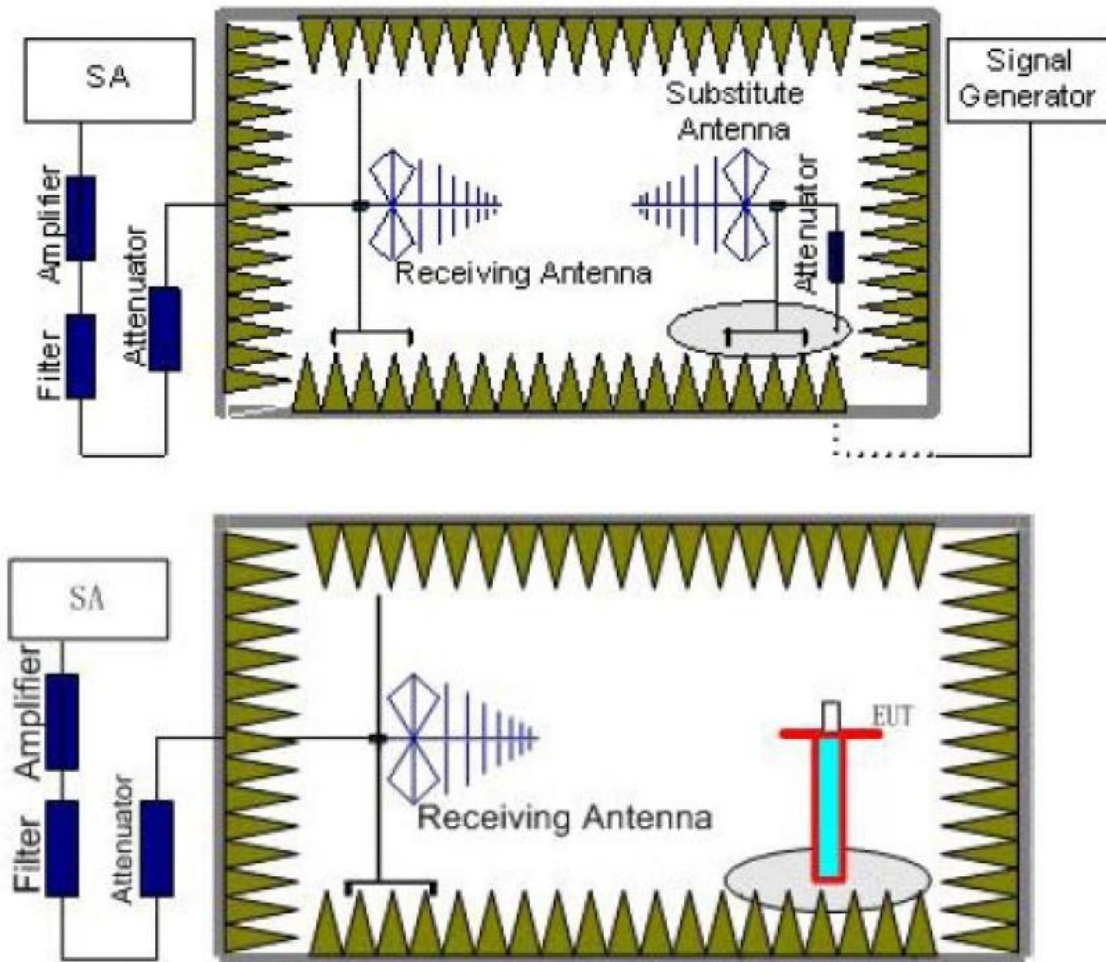 SA
Signal
Generator
Substitute
Antenna
Amplifier
Attenuator
Attenuator
Filter
Receiving Antenna
SA
Amplifier
Filter
Attenuator
EUT
Receiving Antenna